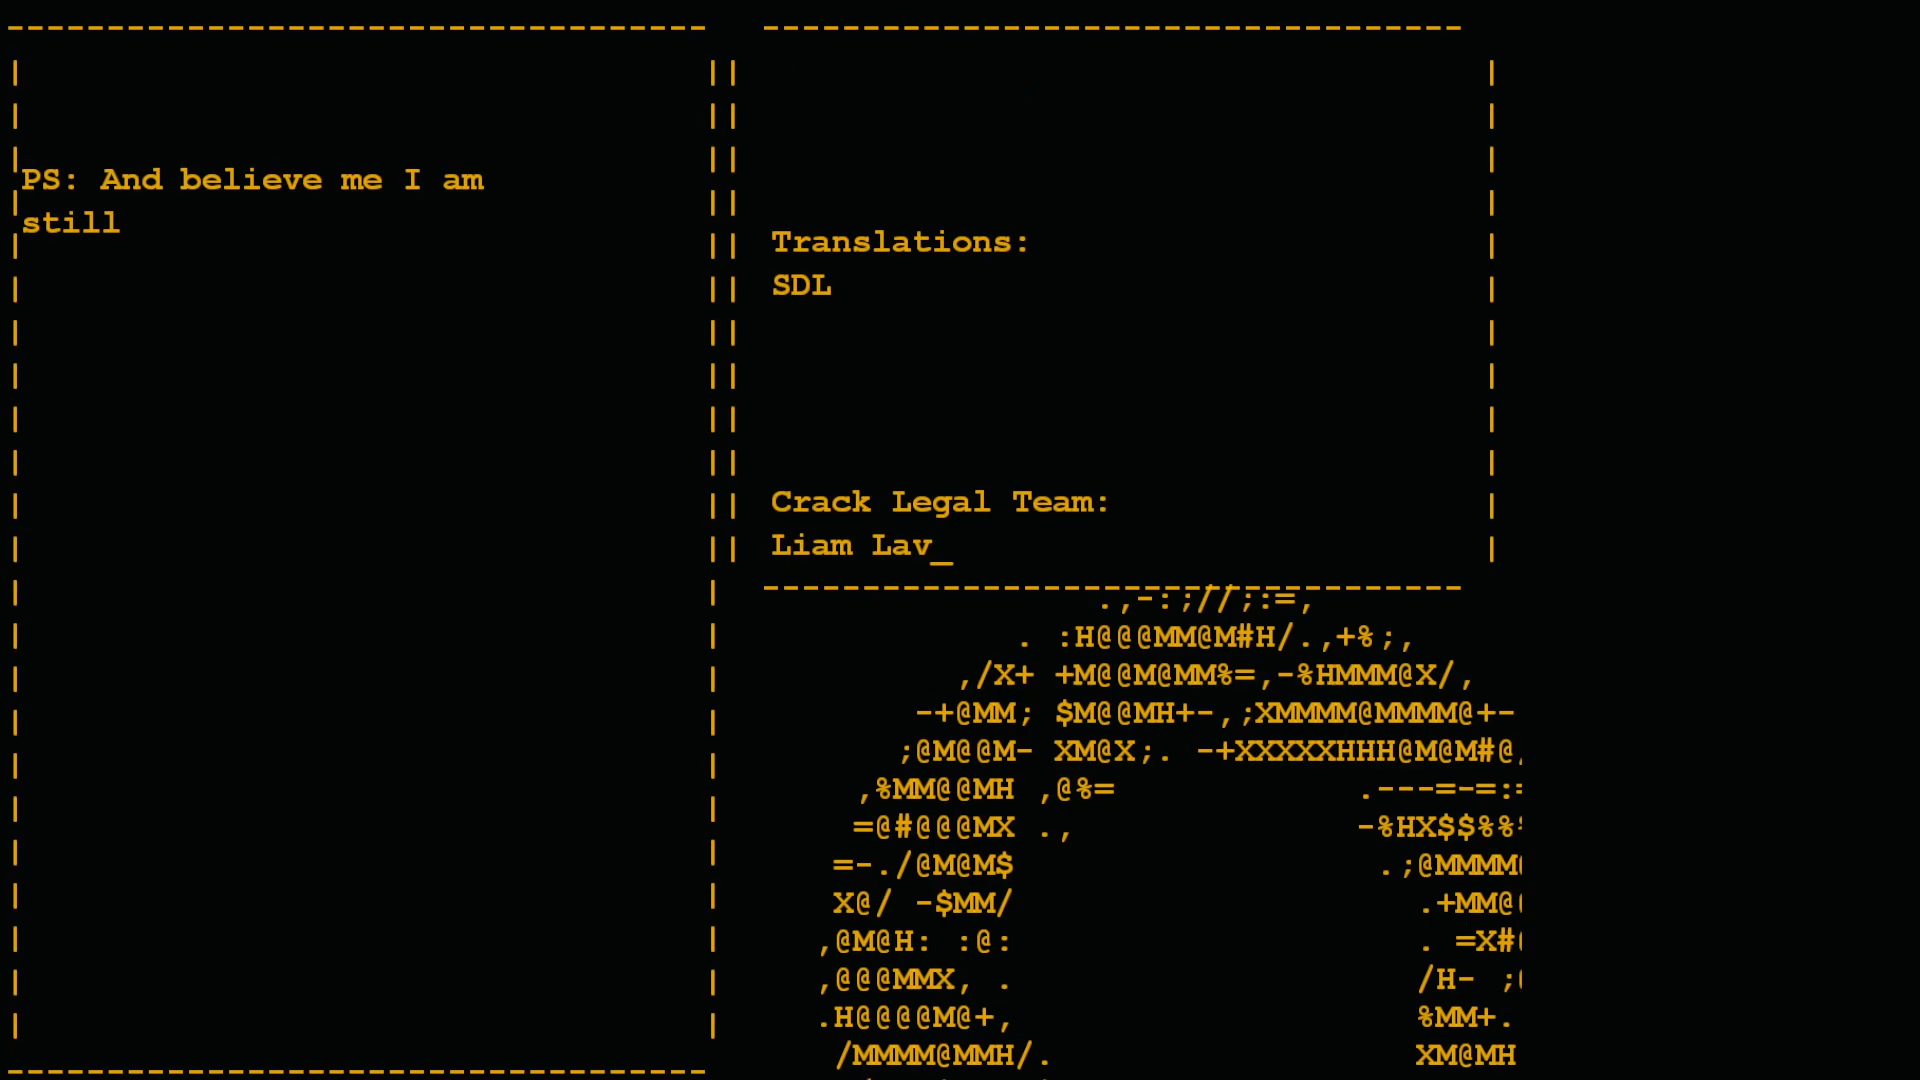 PS: And believe me I am
still
Translations:
SDL
Crack Legal Team:
Liam Lav_